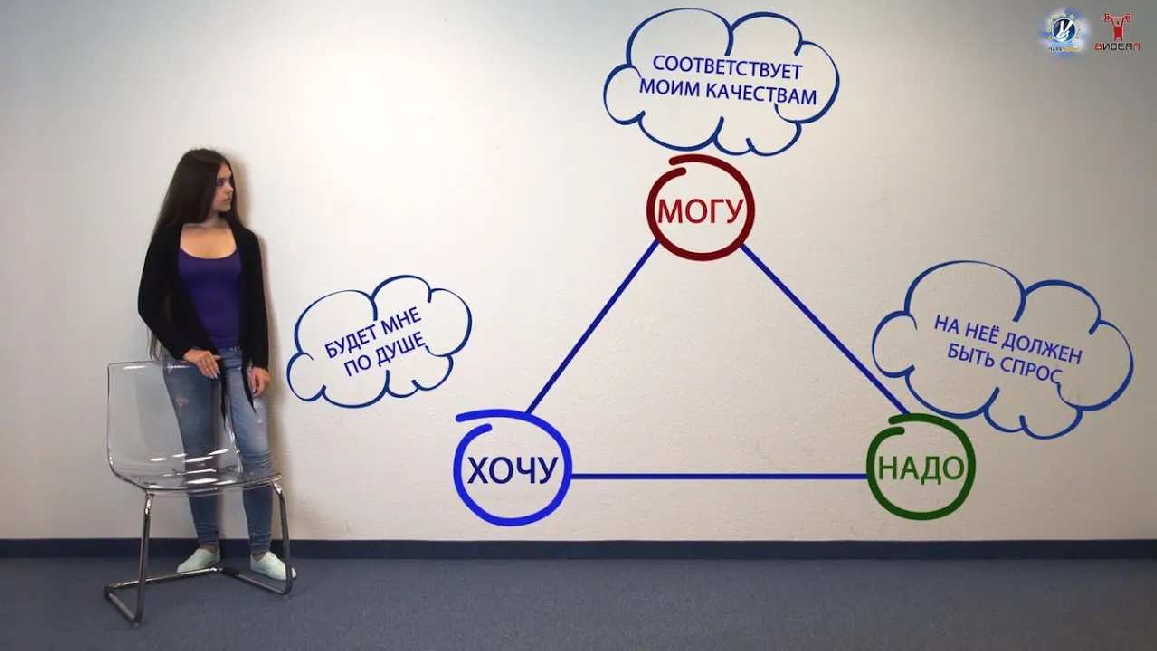 СООТВЕТСТВУЕТ
МОИМ КАЧЕСТВАМ
МОГУ
БУДЕТ МНЕ
ПО ДУШЕ
НА НЕЁ ДОЛЖЕН
БЫТЬ СПРОС
ХОЧУ
НАДО